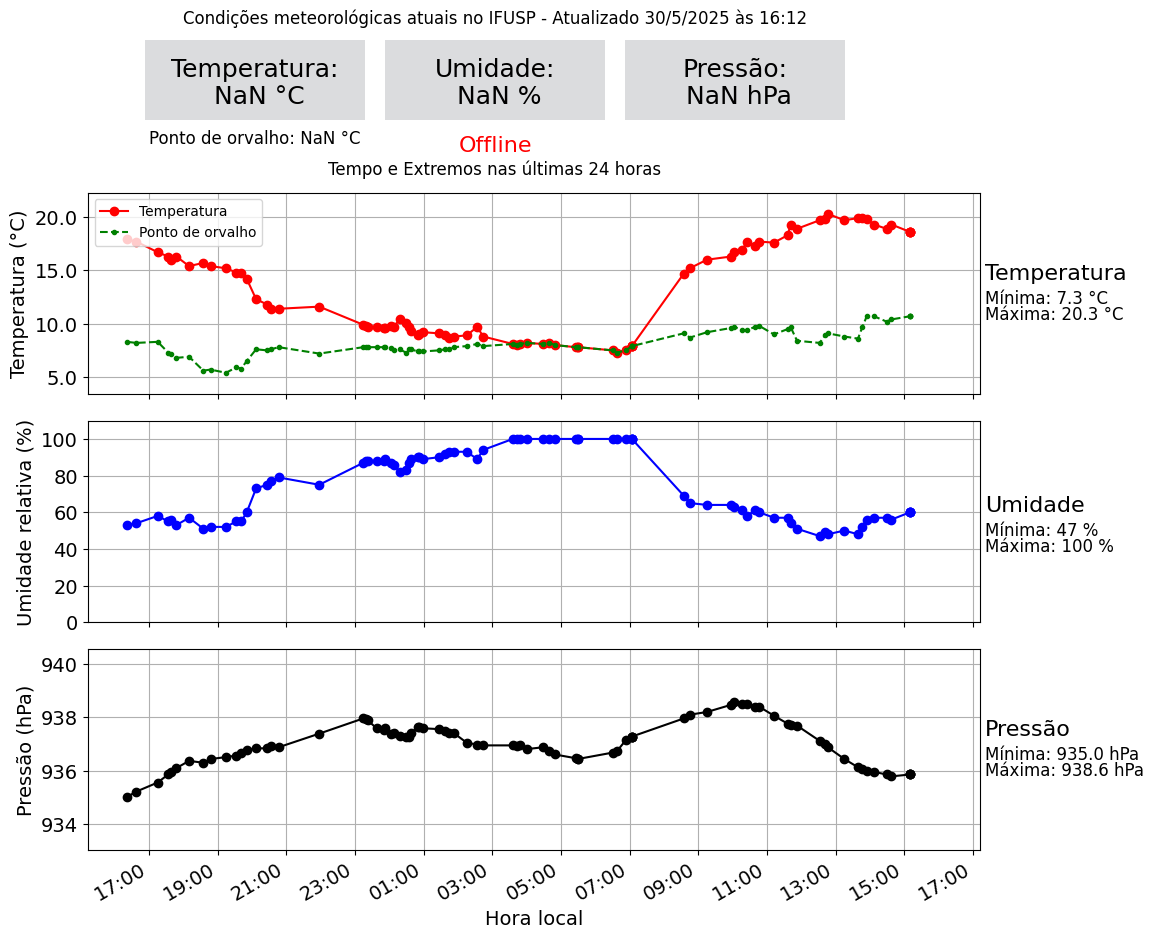 Condições meteorológicas atuais no IFUSP - Atualizado 30/5/2025 às 16:12
Temperatura:
NaN °C
Umidade:
NaN %
Pressão:
NaN hPa
Ponto de orvalho: NaN °C
Offline
Tempo e Extremos nas últimas 24 horas
Temperatura (°C)
20.0
15.0
10.0
5.0
Temperatura
Ponto de orvalho
Temperatura
Mínima: 7.3 °C
Máxima: 20.3 °C
Umidade relativa (%)
100
80
60
40
20
0
Umidade
Mínima: 47 %
Máxima: 100 %
Pressão (hPa)
940
938
936
934
Pressão
Mínima: 935.0 hPa
Máxima: 938.6 hPa
17:00
19:00
21:00
23:00
01:00
03:00
05:00
07:00
09:00
11:00
13:00
15:00
17:00
Hora local